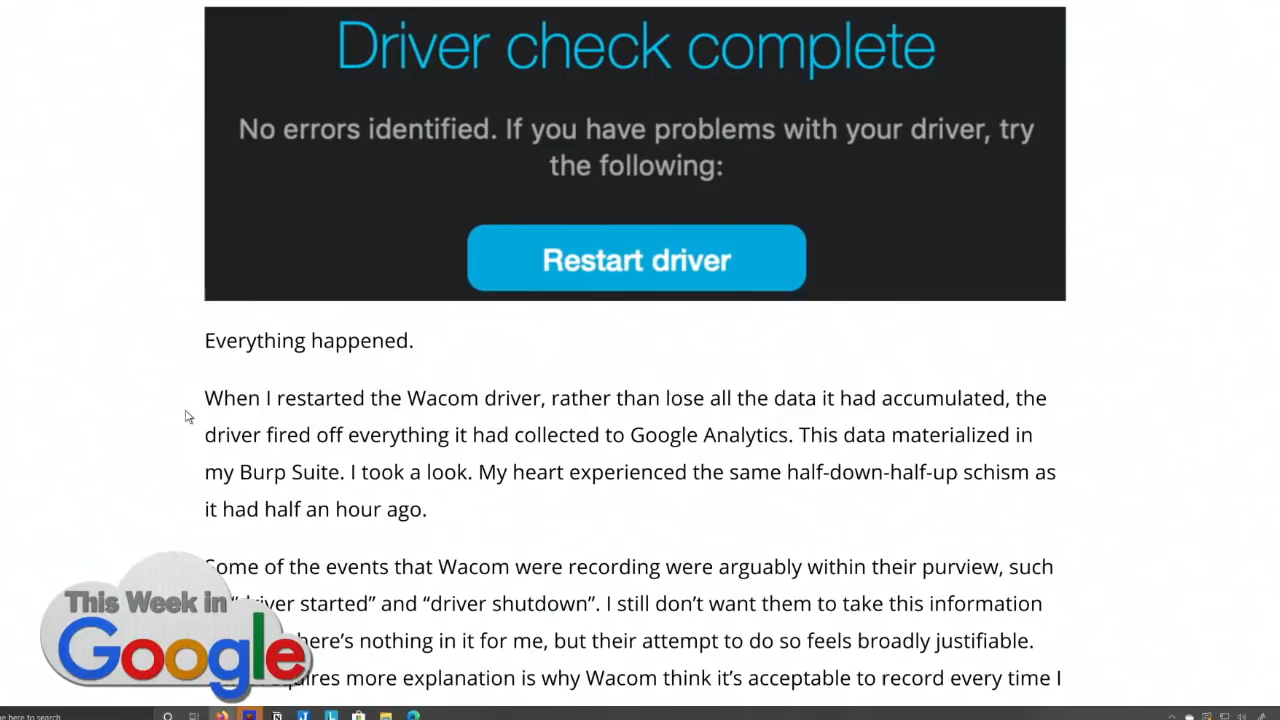 Driver check complete
No errors identified. If you have problems with your driver, try
the following:
Restart driver
Everything happened.
When I restarted the Wacom driver, rather than lose all the data it had accumulated, the
driver fired off everything it had collected to Google Analytics. This data materialized in
my Burp Suite. I took a look. My heart experienced the same half-down-half-up schism as
it had half an hour ago.
Some of the events that Wacom were recording were arguably within their purview, such
started” and “driver shutdown”. I still don’t want them to take this information
nothing in it for me, but their attempt to do so feels broadly justifiable.
more explanation is why Wacom think it’s acceptable to record every time I
This Week in
Google
here to search